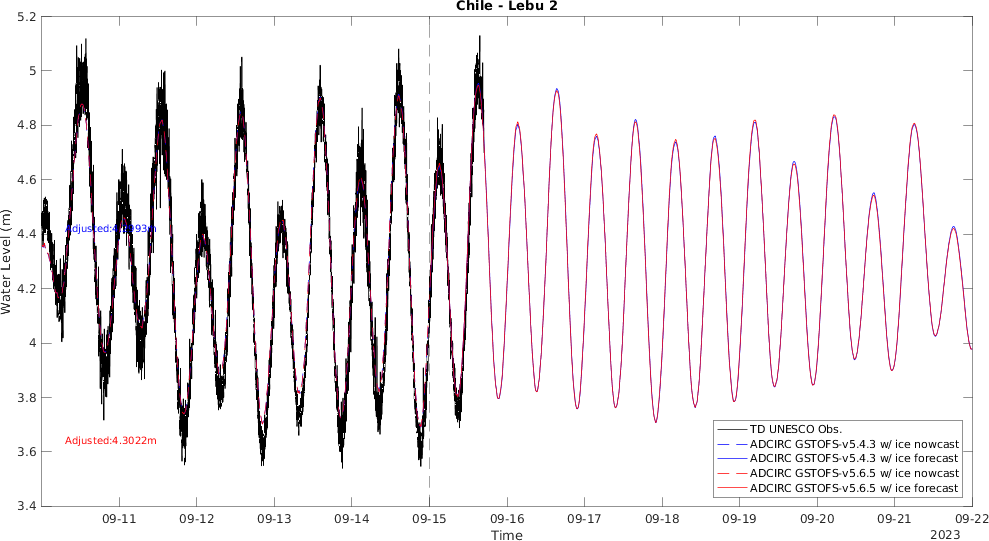 Chile - Lebu 2
5.2
5
4.8
4.6
4.4
4.2
4
3.8
3.6
3.4
Water Level (m)
Adjusted:4.3022m
TD UNESCO Obs.
ADCIRC GSTOFS-v5.4.3 w/ ice nowcast
ADCIRC GSTOFS-v5.4.3 w/ ice forecast
ADCIRC GSTOFS-v5.6.5 w/ ice nowcast
ADCIRC GSTOFS-v5.6.5 w/ ice forecast
09-11 09-12 09-13 09-14 09-15 09-16 09-17 09-18 09-19 09-20 09-21 09-22
Time
2023